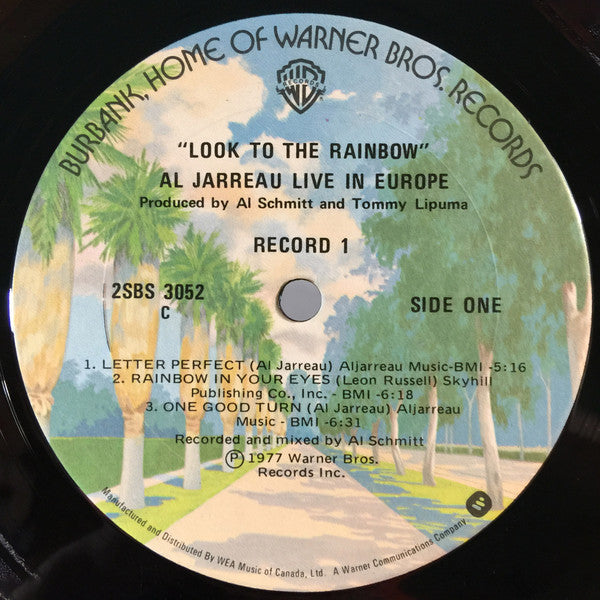 BURBANK, HOME OF WARNER BROS. RECORDS
RECORDS
"LOOK TO THE RAINBOW"
AL JARREAU LIVE IN EUROPE
Produced by Al Schmitt and Tommy Lipuma
RECORD 1
2SBS 3052
C
SIDE ONE
1. LETTER PERFECT (Al Jarreau) Aljarreau Music-BMI -5:16
2. RAINBOW IN YOUR EYES (Leon Russell) Skyhill
Publishing Co., Inc. - BMI -6:18
3. ONE GOOD TURN (Al Jarreau) Aljarreau
Music - BMI -6:31
Recorded and mixed by Al Schmitt
Ⓟ 1977 Warner Bros.
Records Inc.
Manufactured and Distributed By WEA Music of Canada, Ltd. A Warner Communications Company